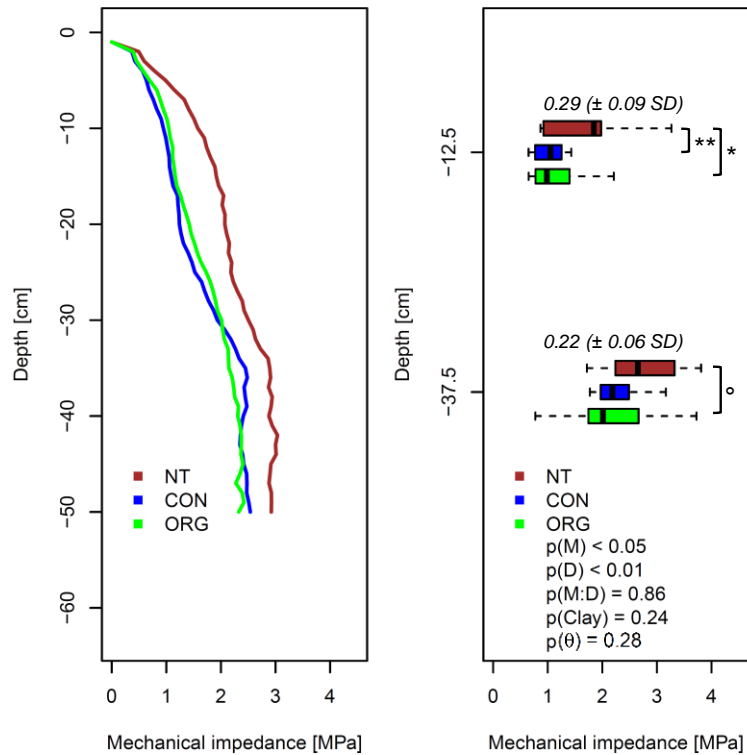 0
−10
−20
−30
−40
−50
−60
Depth [cm]
NT
CON
ORG
0 1 2 3 4
Mechanical impedance [MPa]
−12.5
−37.5
Depth [cm]
0.29 (± 0.09 SD)
**
*
0.22 (± 0.06 SD)
°
NT
CON
ORG
p(M) < 0.05
p(D) < 0.01
p(M:D) = 0.86
p(Clay) = 0.24
p(θ) = 0.28
0 1 2 3 4
Mechanical impedance [MPa]